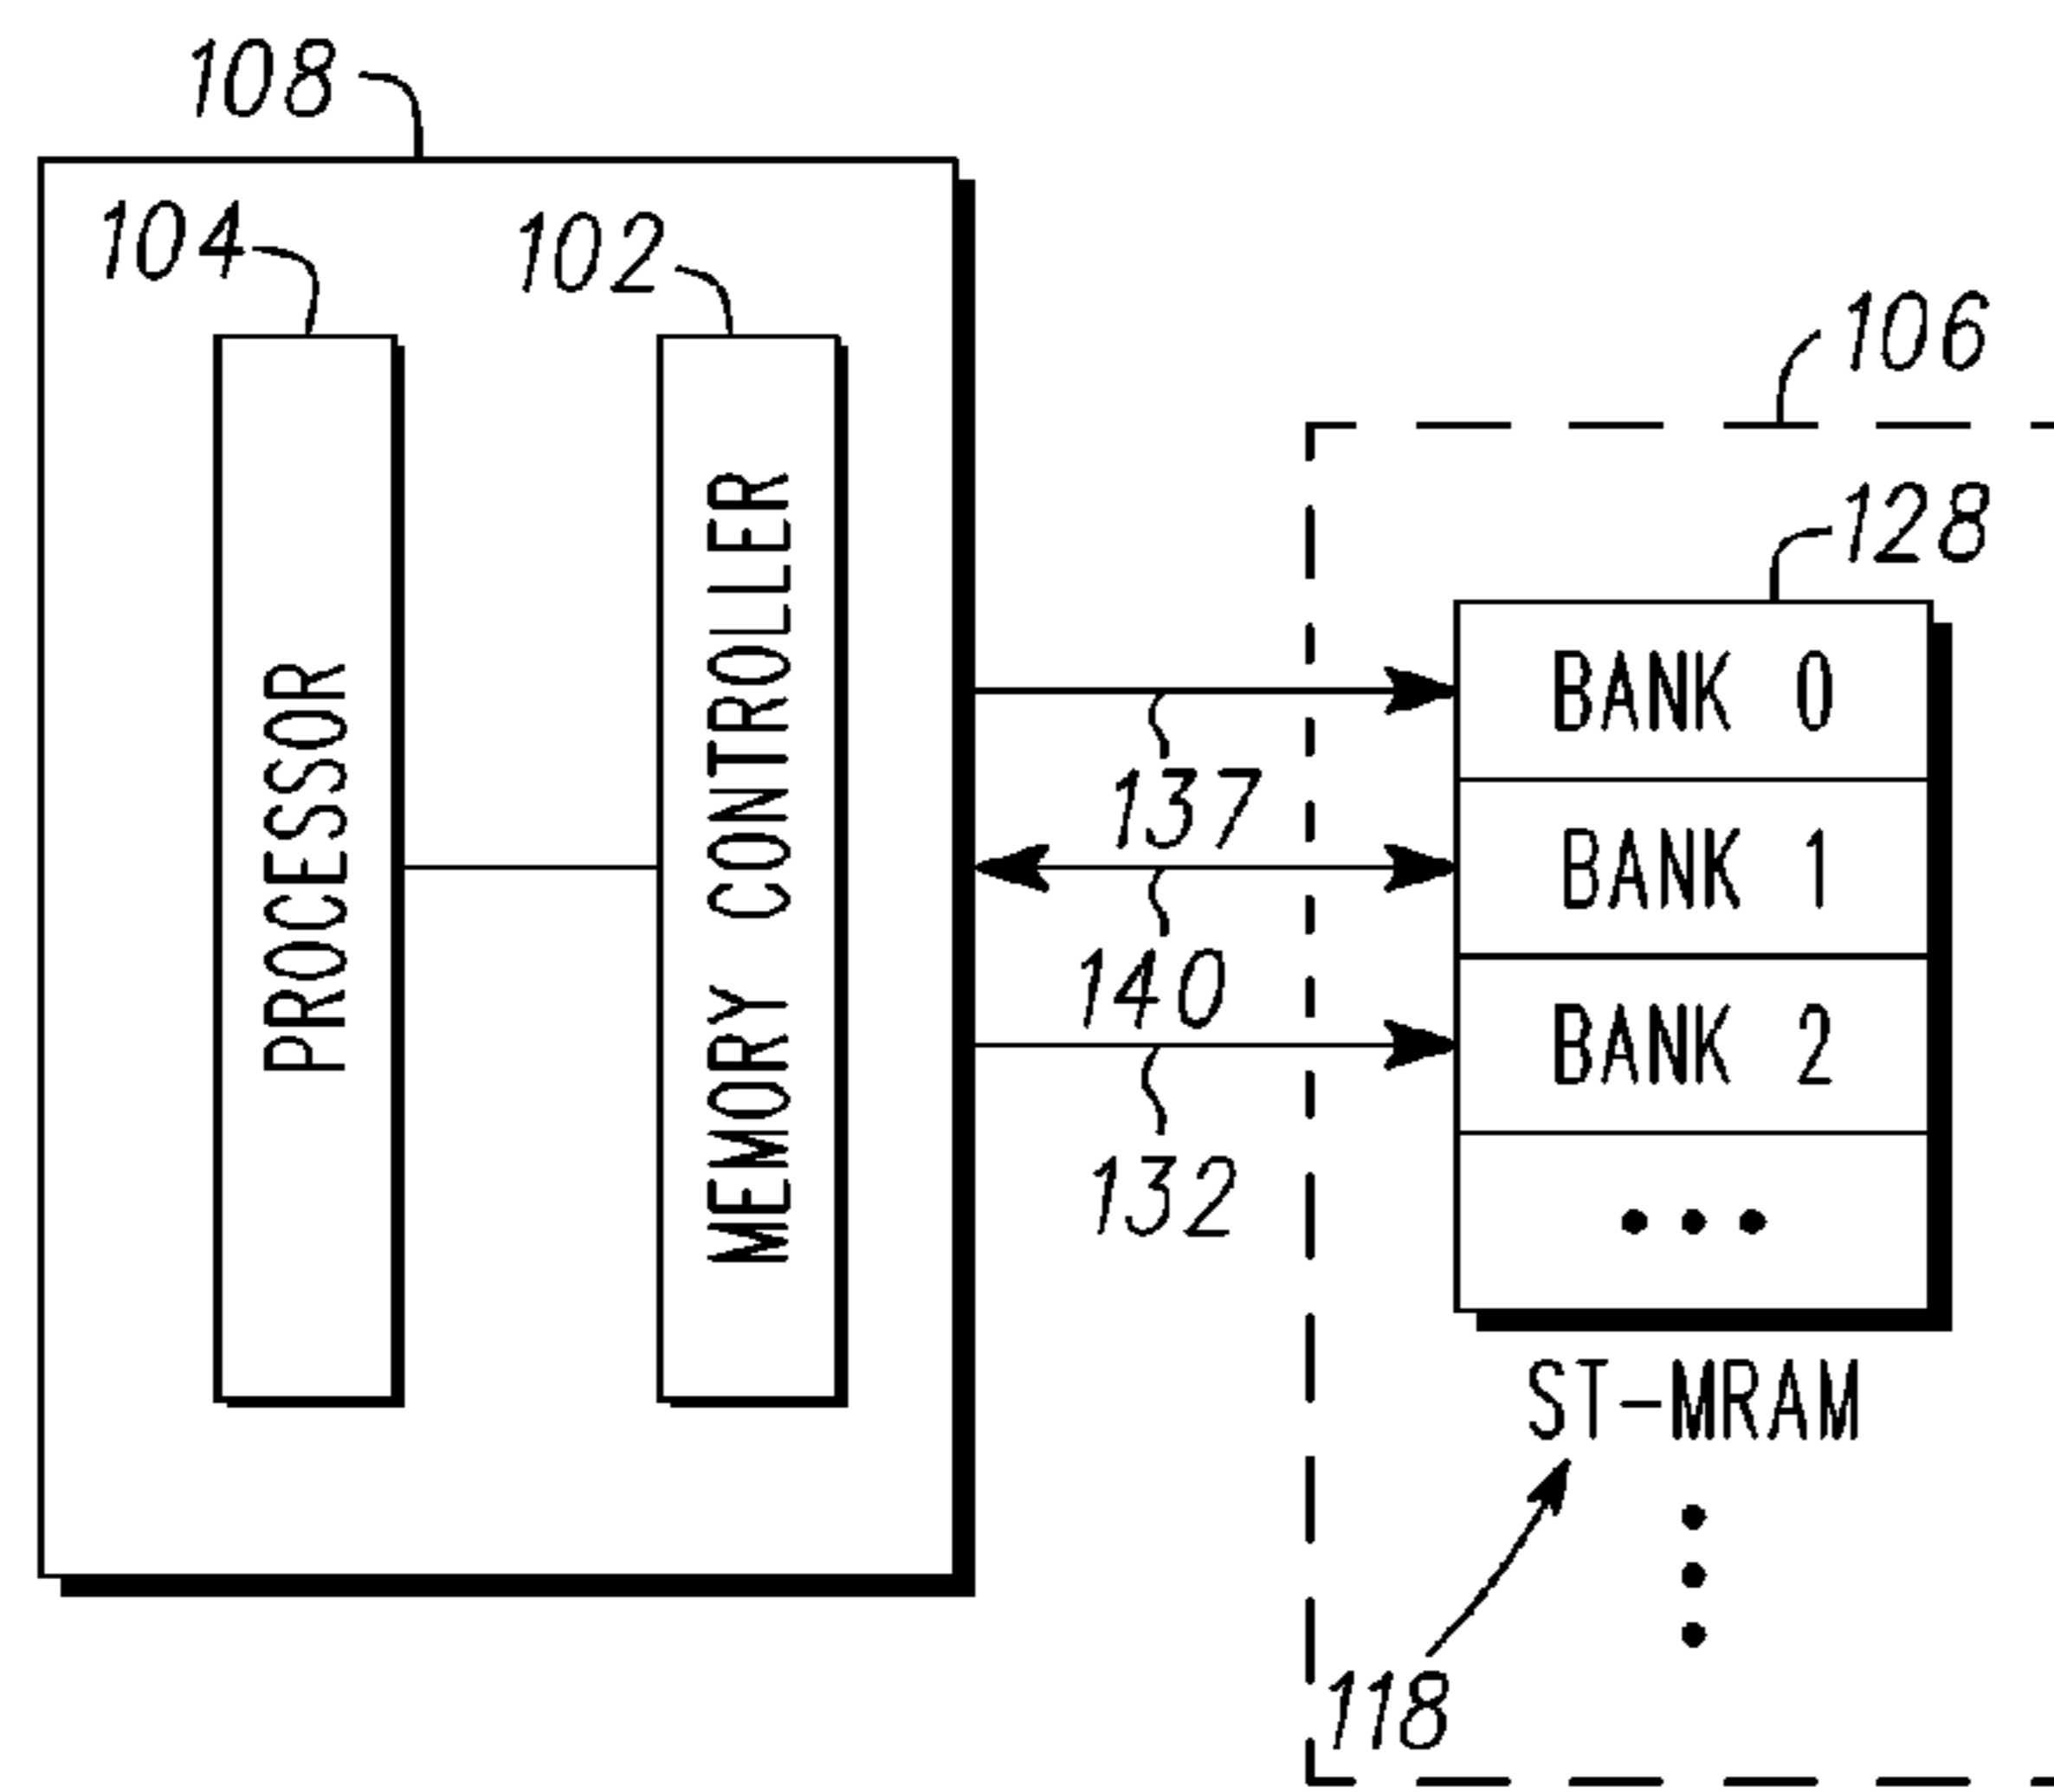 108
104
102
106
128
PROCESSOR
MEMORY CONTROLLER
BANK 0
137
BANK 1
140
BANK 2
132
• • •
ST-MRAM
118